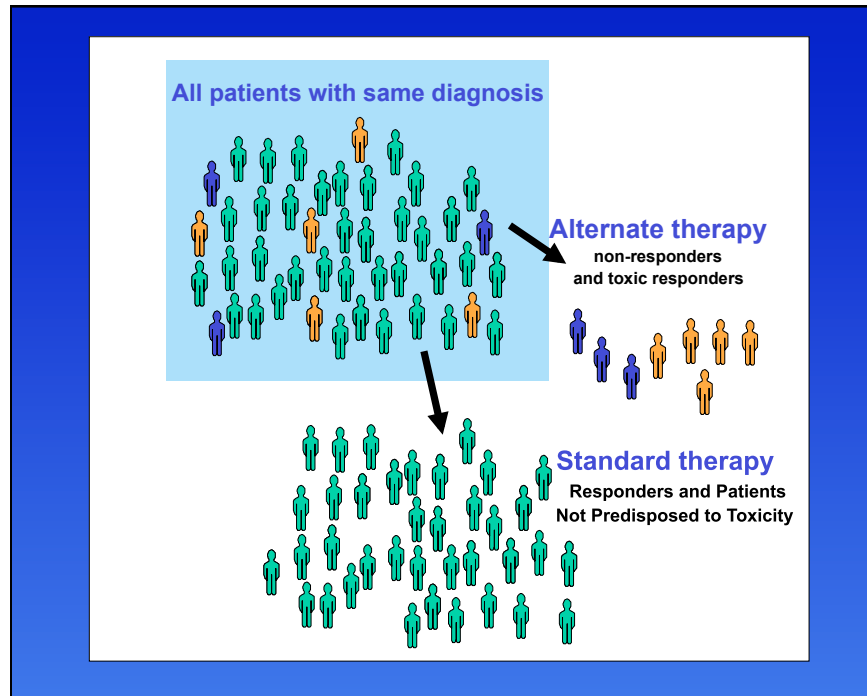 All patients with same diagnosis
Alternate therapy
non-responders
and toxic responders
Standard therapy
Responders and Patients
Not Predisposed to Toxicity